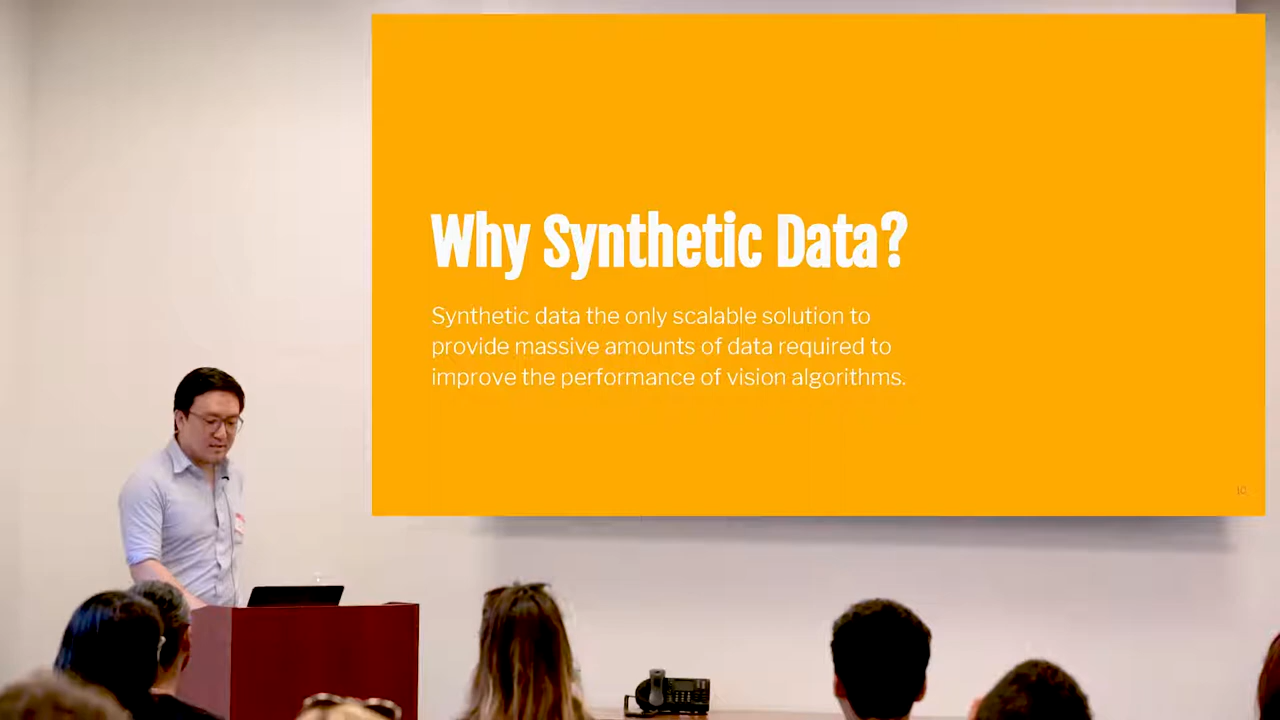 Why Synthetic Data?
Synthetic data the only scalable solution to
provide massive amounts of data required to
improve the performance of vision algorithms.
10